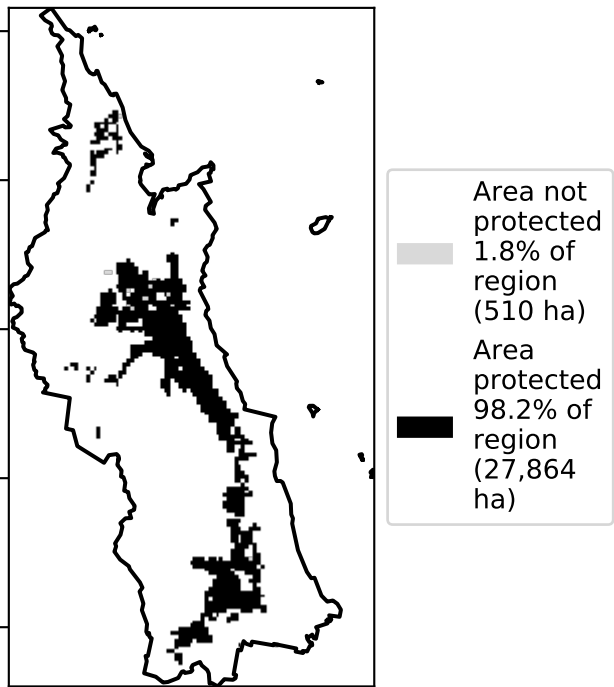 Area not
protected
1.8% of
region
(510 ha)
Area
protected
98.2% of
region
(27,864
ha)